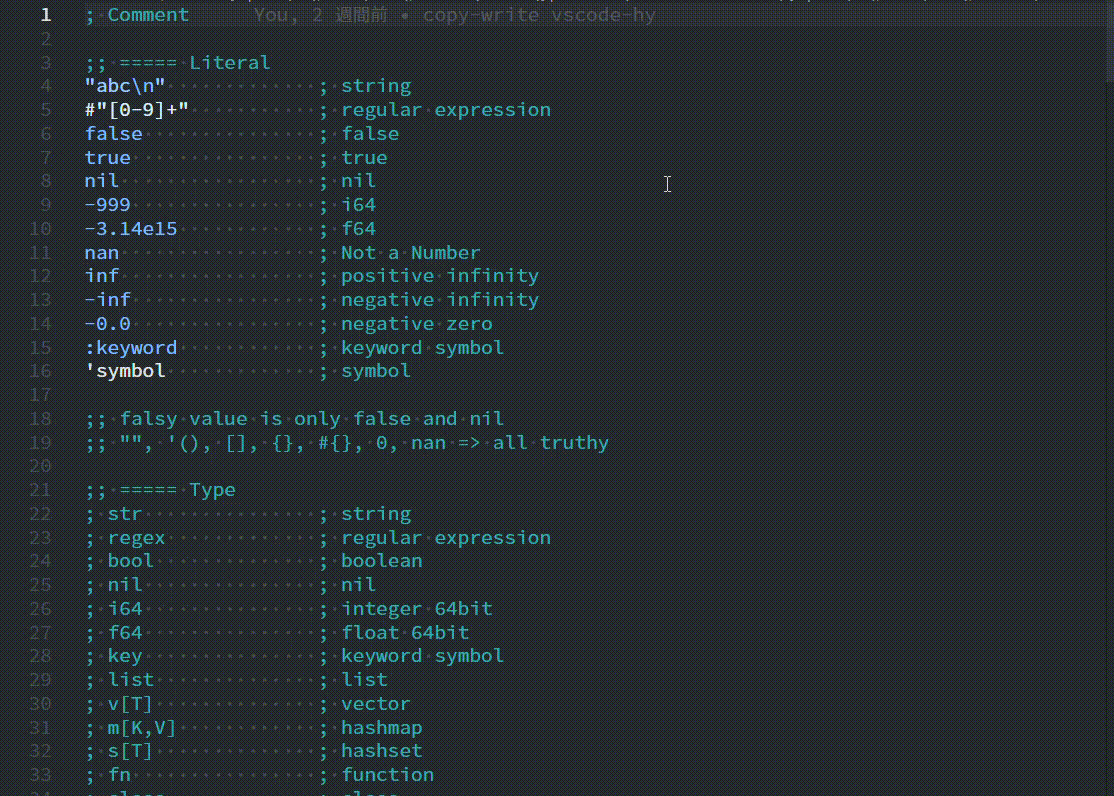 1 ; Comment You, 2 週間前 • copy-write vscode-hy
2
3 ;; ===== Literal
4 "abc\n" ; string
5 #"[0-9]+" ; regular expression
6 false ; false
7 true ; true
8 nil ; nil
9 -999 ; i64
10 -3.14e15 ; f64
11 nan ; Not a Number
12 inf ; positive infinity
13 -inf ; negative infinity
14 -0.0 ; negative zero
15 :keyword ; keyword symbol
16 'symbol ; symbol
17
18 ;; falsy value is only false and nil
19 ;; "", '(), [], {}, #{}, 0, nan => all truthy
20
21 ;; ===== Type
22 ; str ; string
23 ; regex ; regular expression
24 ; bool ; boolean
25 ; nil ; nil
26 ; i64 ; integer 64bit
27 ; f64 ; float 64bit
28 ; key ; keyword symbol
29 ; list ; list
30 ; v[T] ; vector
31 ; m[K,V] ; hashmap
32 ; s[T] ; hashset
33 ; fn ; function